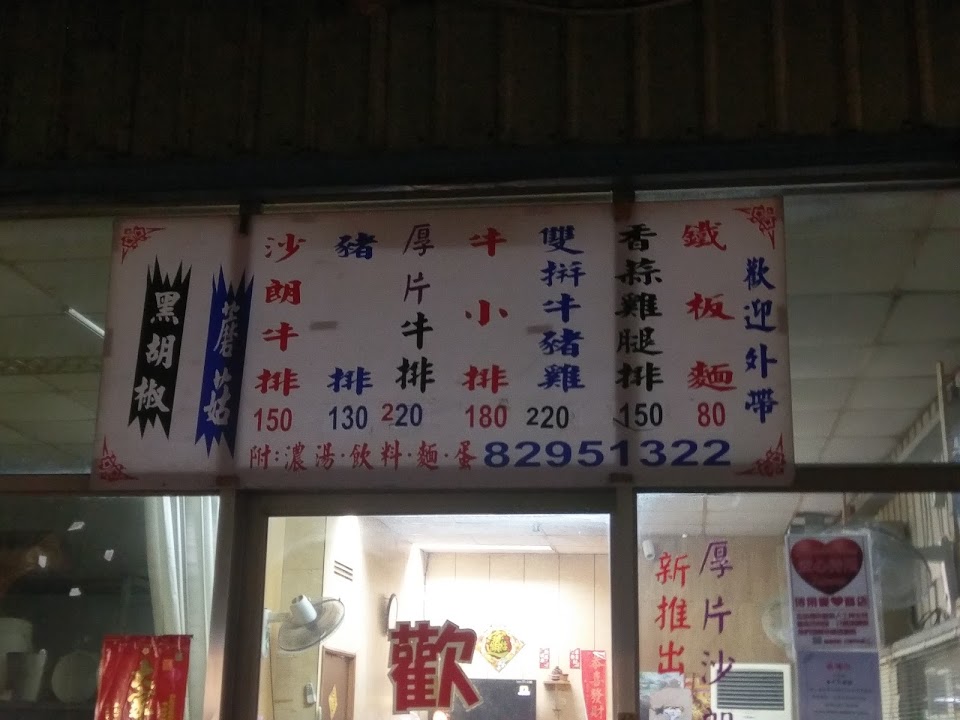 黑胡椒
蘑菇
沙朗牛排
150
豬排
130
厚片牛排
220
牛小排
180
雙拼牛豬雞
220
香蒜雞腿排
150
鐵板麵
80
歡迎外帶
附:濃湯·飲料·麵·蛋 82951322
歡
新推出
厚片沙